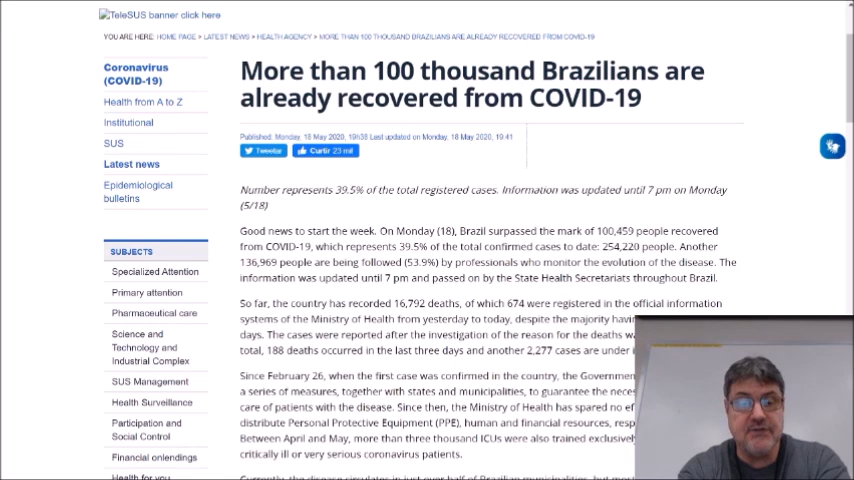 TeleSUS banner click here
YOU ARE HERE: HOME PAGE > LATEST NEWS > HEALTH AGENCY > MORE THAN 100 THOUSAND BRAZILIANS ARE ALREADY RECOVERED FROM COVID-19
Coronavirus
(COVID-19)
Health from A to Z
Institutional
SUS
Latest news
Epidemiological
bulletins
SUBJECTS
Specialized Attention
Primary attention
Pharmaceutical care
Science and
Technology and
Industrial Complex
SUS Management
Health Surveillance
Participation and
Social Control
Financial onlendings
Health for you
More than 100 thousand Brazilians are
already recovered from COVID-19
Published: Monday, 18 May 2020, 19h38 Last updated on Monday, 18 May 2020, 19:41
Tweetar
Curtir 23 mil
Number represents 39.5% of the total registered cases. Information was updated until 7 pm on Monday
(5/18)
Good news to start the week. On Monday (18), Brazil surpassed the mark of 100,459 people recovered
from COVID-19, which represents 39.5% of the total confirmed cases to date: 254,220 people. Another
136,969 people are being followed (53.9%) by professionals who monitor the evolution of the disease. The
information was updated until 7 pm and passed on by the State Health Secretariats throughout Brazil.
So far, the country has recorded 16,792 deaths, of which 674 were registered in the official information
systems of the Ministry of Health from yesterday to today, despite the majority
days. The cases were reported after the investigation of the reason for the deaths
total, 188 deaths occurred in the last three days and another 2,277 cases are under
Since February 26, when the first case was confirmed in the country, the
a series of measures, together with states and municipalities, to guarantee the
care of patients with the disease. Since then, the Ministry of Health has spared no
distribute Personal Protective Equipment (PPE), human and financial resources,
Between April and May, more than three thousand ICUs were also trained
critically ill or very serious coronavirus patients.
Currently, the disease circulates in just over half of Brazilian municipalities, but